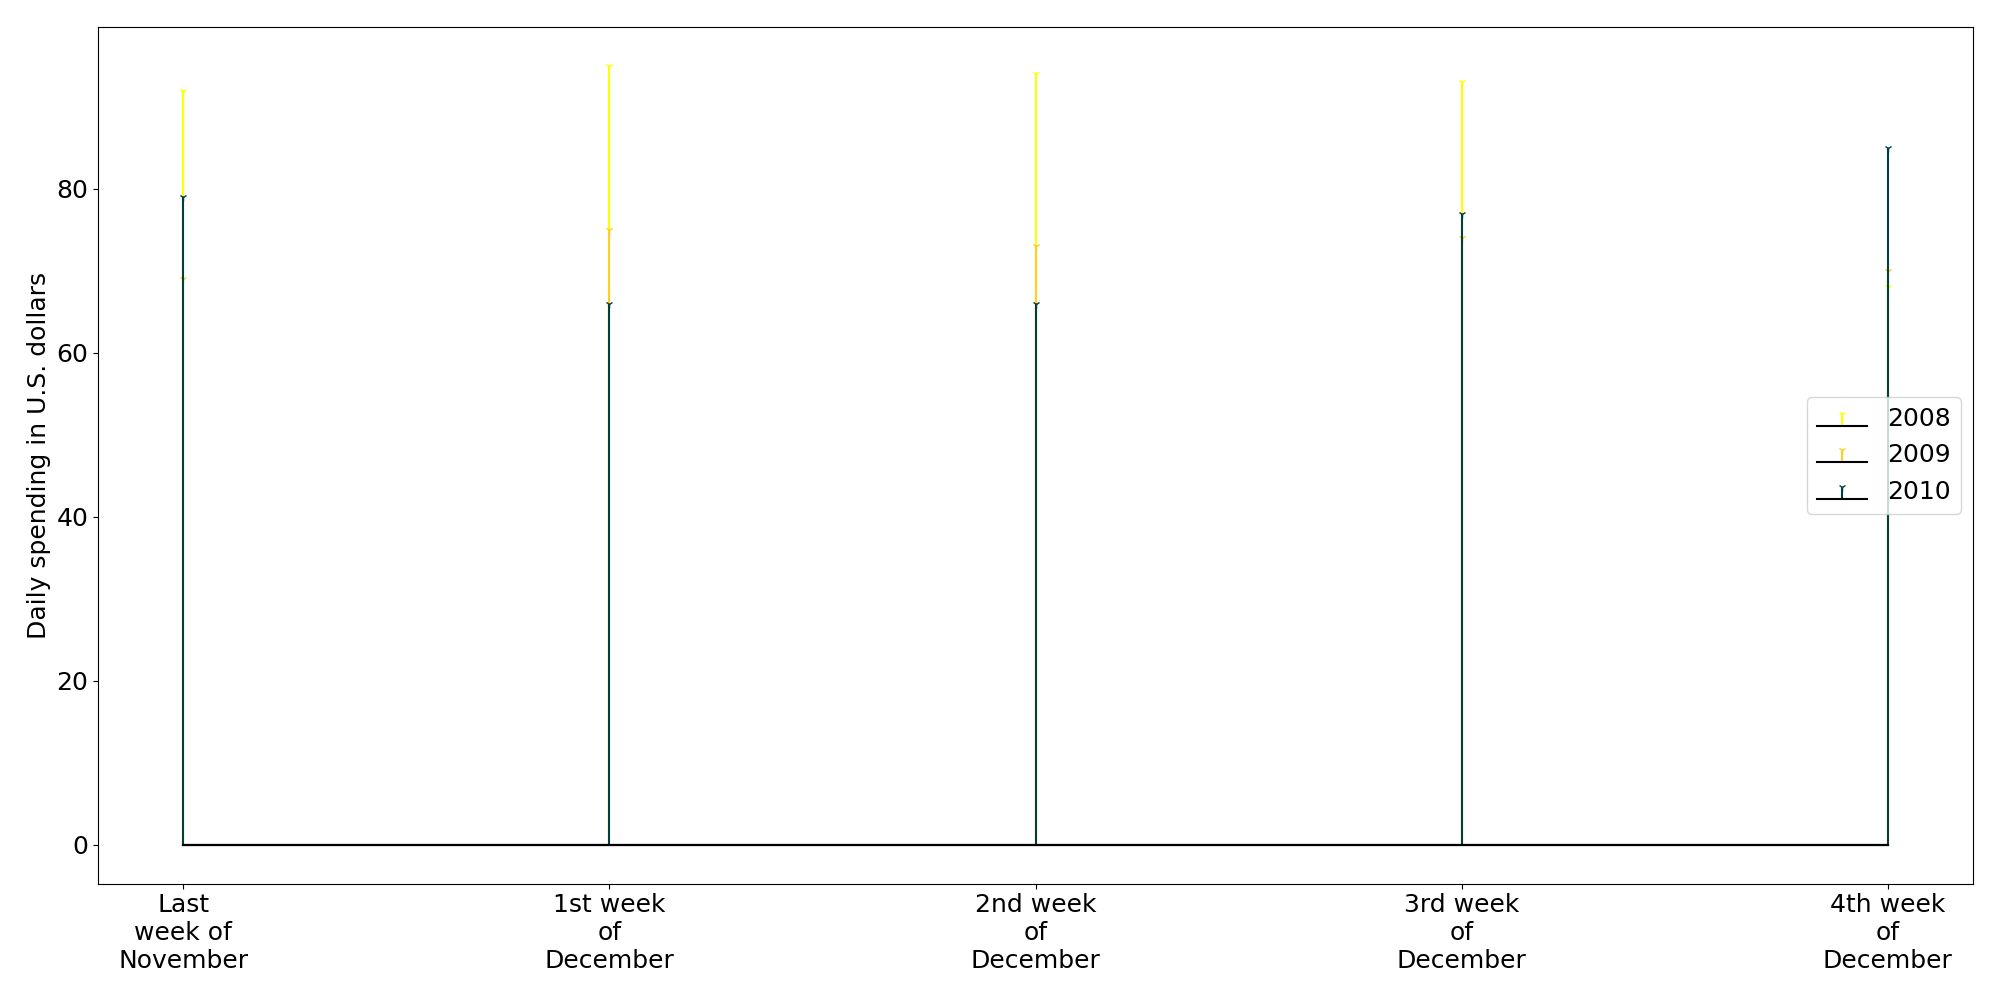 Daily spending in U.S. dollars
80
60
40
20
0
Last
week of
November
1st week
of
December
2nd week
of
December
3rd week
of
December
4th week
of
December
2008
2009
2010